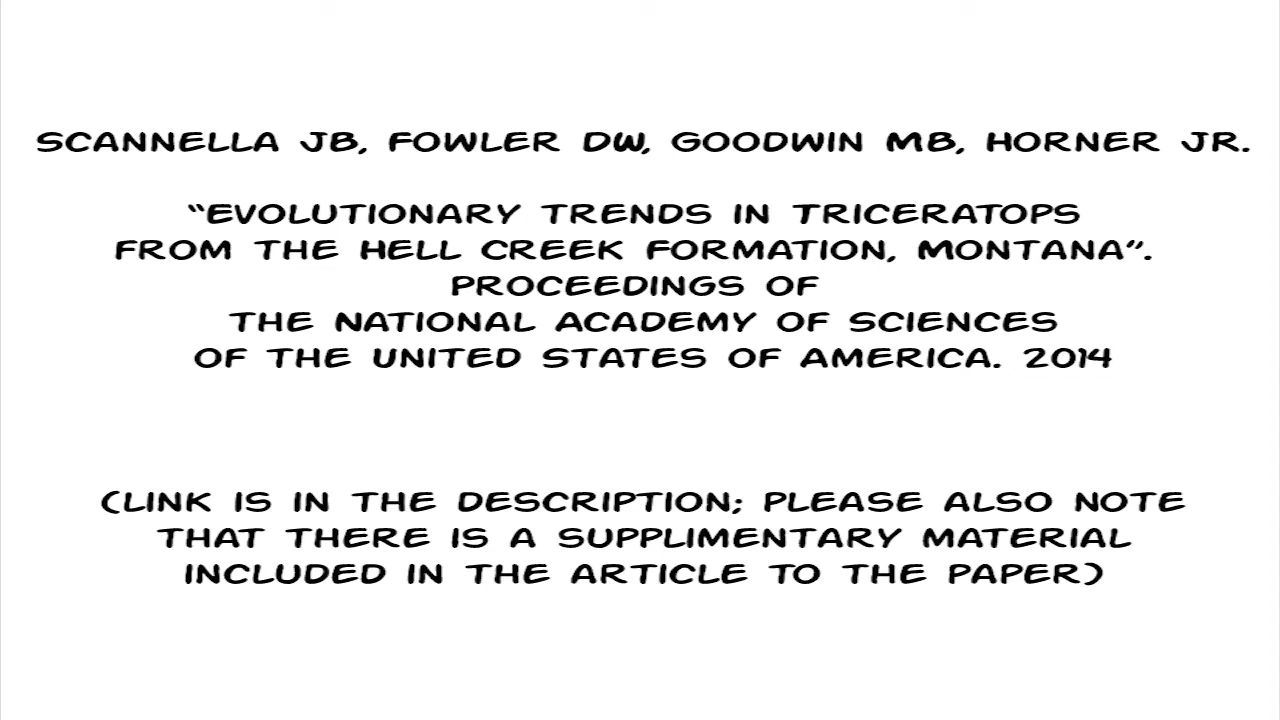 SCANNELLA JB, FOWLER DW, GOODWIN MB, HORNER JR.
“EVOLUTIONARY TRENDS IN TRICERATOPS
FROM THE HELL CREEK FORMATION, MONTANA”.
PROCEEDINGS OF
THE NATIONAL ACADEMY OF SCIENCES
OF THE UNITED STATES OF AMERICA. 2014
(LINK IS IN THE DESCRIPTION; PLEASE ALSO NOTE
THAT THERE IS A SUPPLIMENTARY MATERIAL
INCLUDED IN THE ARTICLE TO THE PAPER)